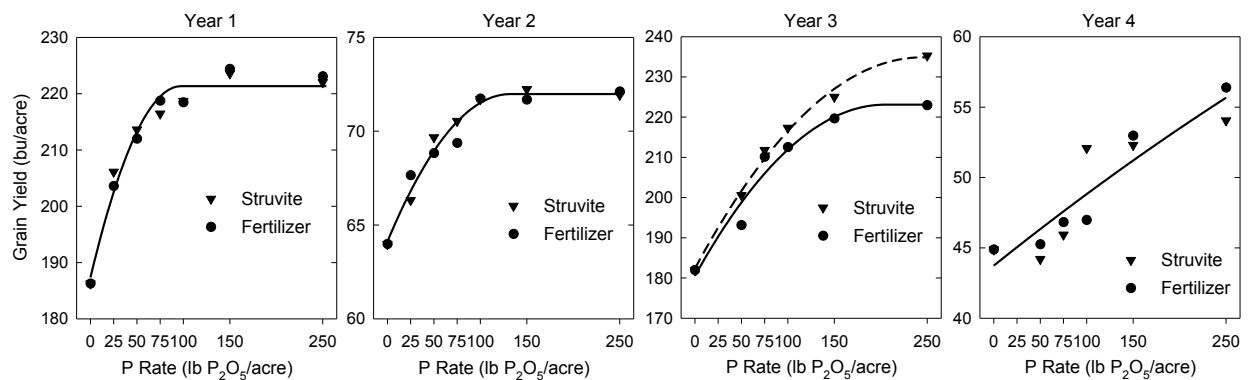 Year 1
Year 2
Year 3
Year 4
Grain Yield (bu/acre)
230
220
210
200
190
180
Struvite
Fertilizer
0 25 50 75 100 150 250
P Rate (lb P₂O₅/acre)
75
70
65
60
Struvite
Fertilizer
0 25 50 75 100 150 250
P Rate (lb P₂O₅/acre)
240
230
220
210
200
190
180
170
Struvite
Fertilizer
0 25 50 75 100 150 250
P Rate (lb P₂O₅/acre)
60
55
50
45
40
Struvite
Fertilizer
0 25 50 75 100 150 250
P Rate (lb P₂O₅/acre)